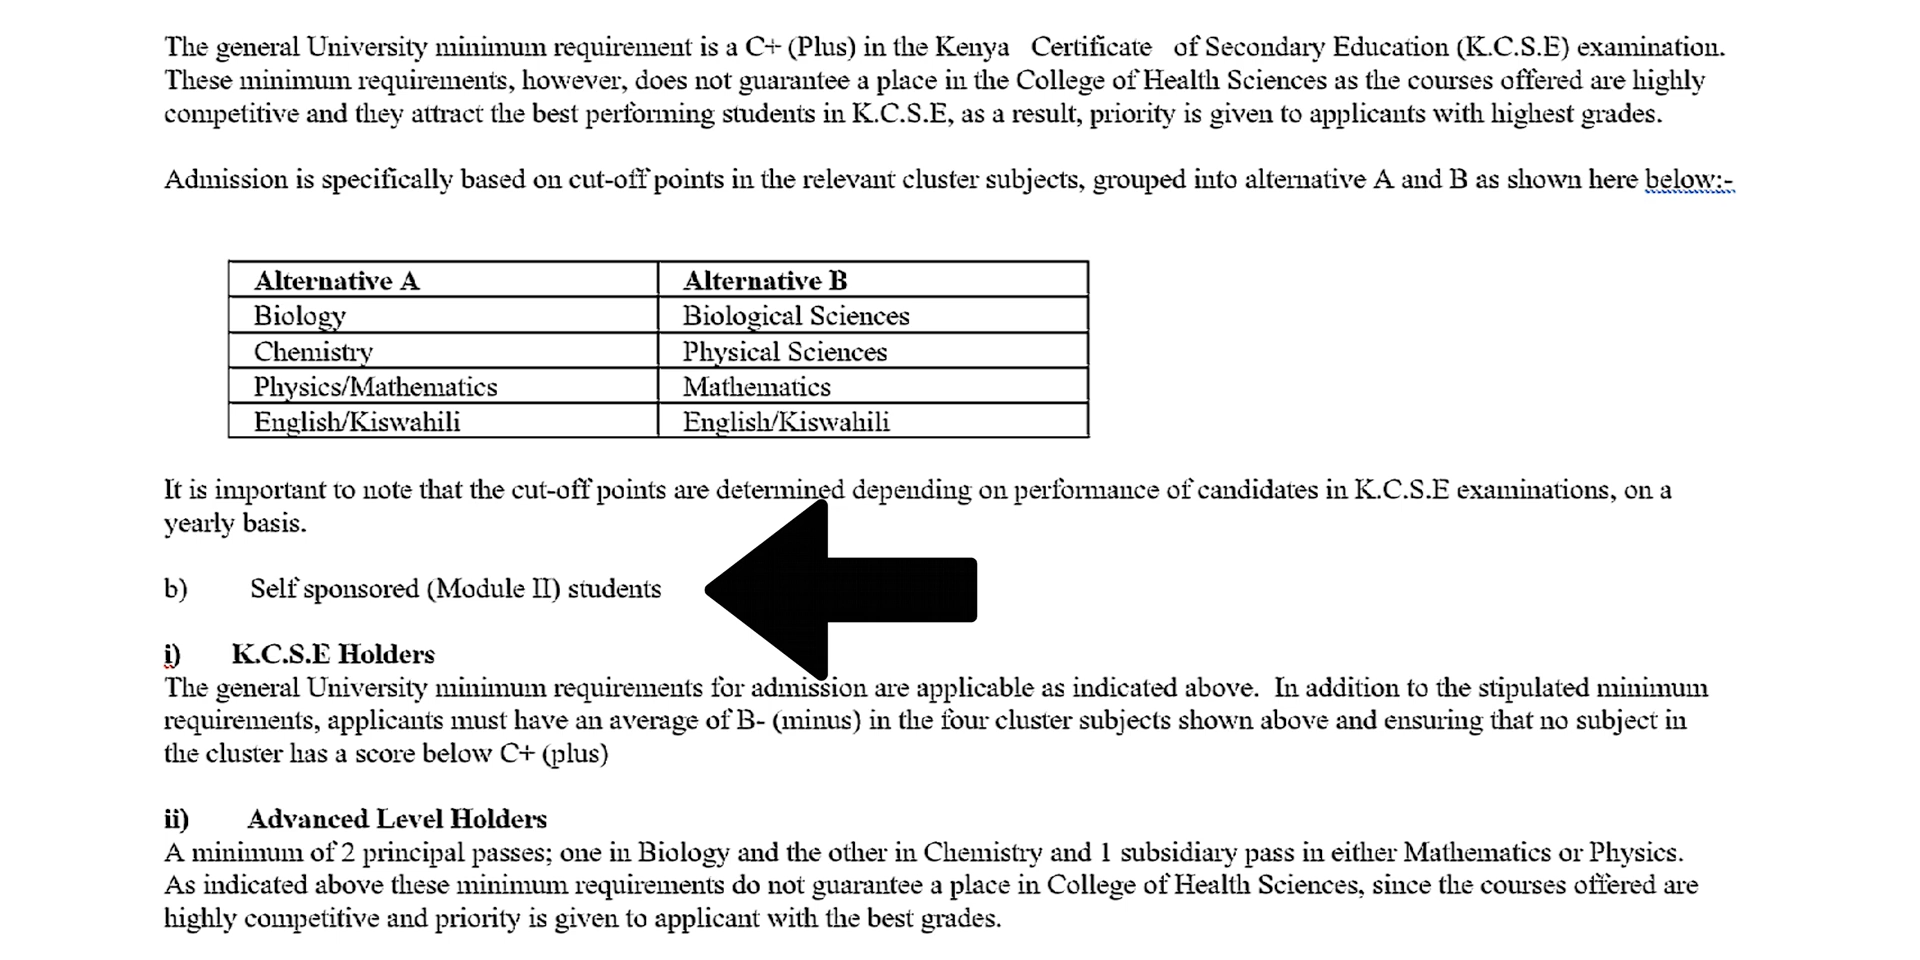 The general University minimum requirement is a C+ (Plus) in the Kenya Certificate of Secondary Education (K.C.S.E) examination.
These minimum requirements, however, does not guarantee a place in the College of Health Sciences as the courses offered are highly
competitive and they attract the best performing students in K.C.S.E, as a result, priority is given to applicants with highest grades.
Admission is specifically based on cut-off points in the relevant cluster subjects, grouped into alternative A and B as shown here below:-
Alternative A Alternative B
Biology Biological Sciences
Chemistry Physical Sciences
Physics/Mathematics Mathematics
English/Kiswahili English/Kiswahili
It is important to note that the cut-off points are determined depending on performance of candidates in K.C.S.E examinations, on a
yearly basis.
b) Self sponsored (Module II) students
i) K.C.S.E Holders
The general University minimum requirements for admission are applicable as indicated above. In addition to the stipulated minimum
requirements, applicants must have an average of B- (minus) in the four cluster subjects shown above and ensuring that no subject in
the cluster has a score below C+ (plus)
ii) Advanced Level Holders
A minimum of 2 principal passes; one in Biology and the other in Chemistry and 1 subsidiary pass in either Mathematics or Physics.
As indicated above these minimum requirements do not guarantee a place in College of Health Sciences, since the courses offered are
highly competitive and priority is given to applicant with the best grades.